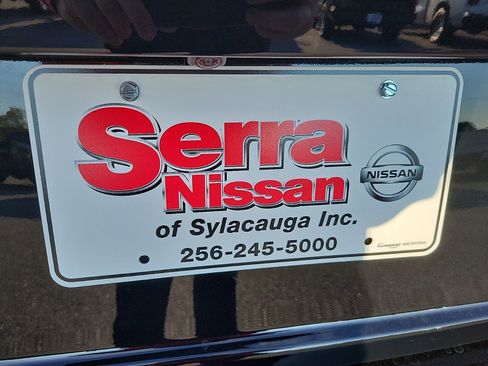 Serra
Nissan
NISSAN
of Sylacauga Inc.
256-245-5000